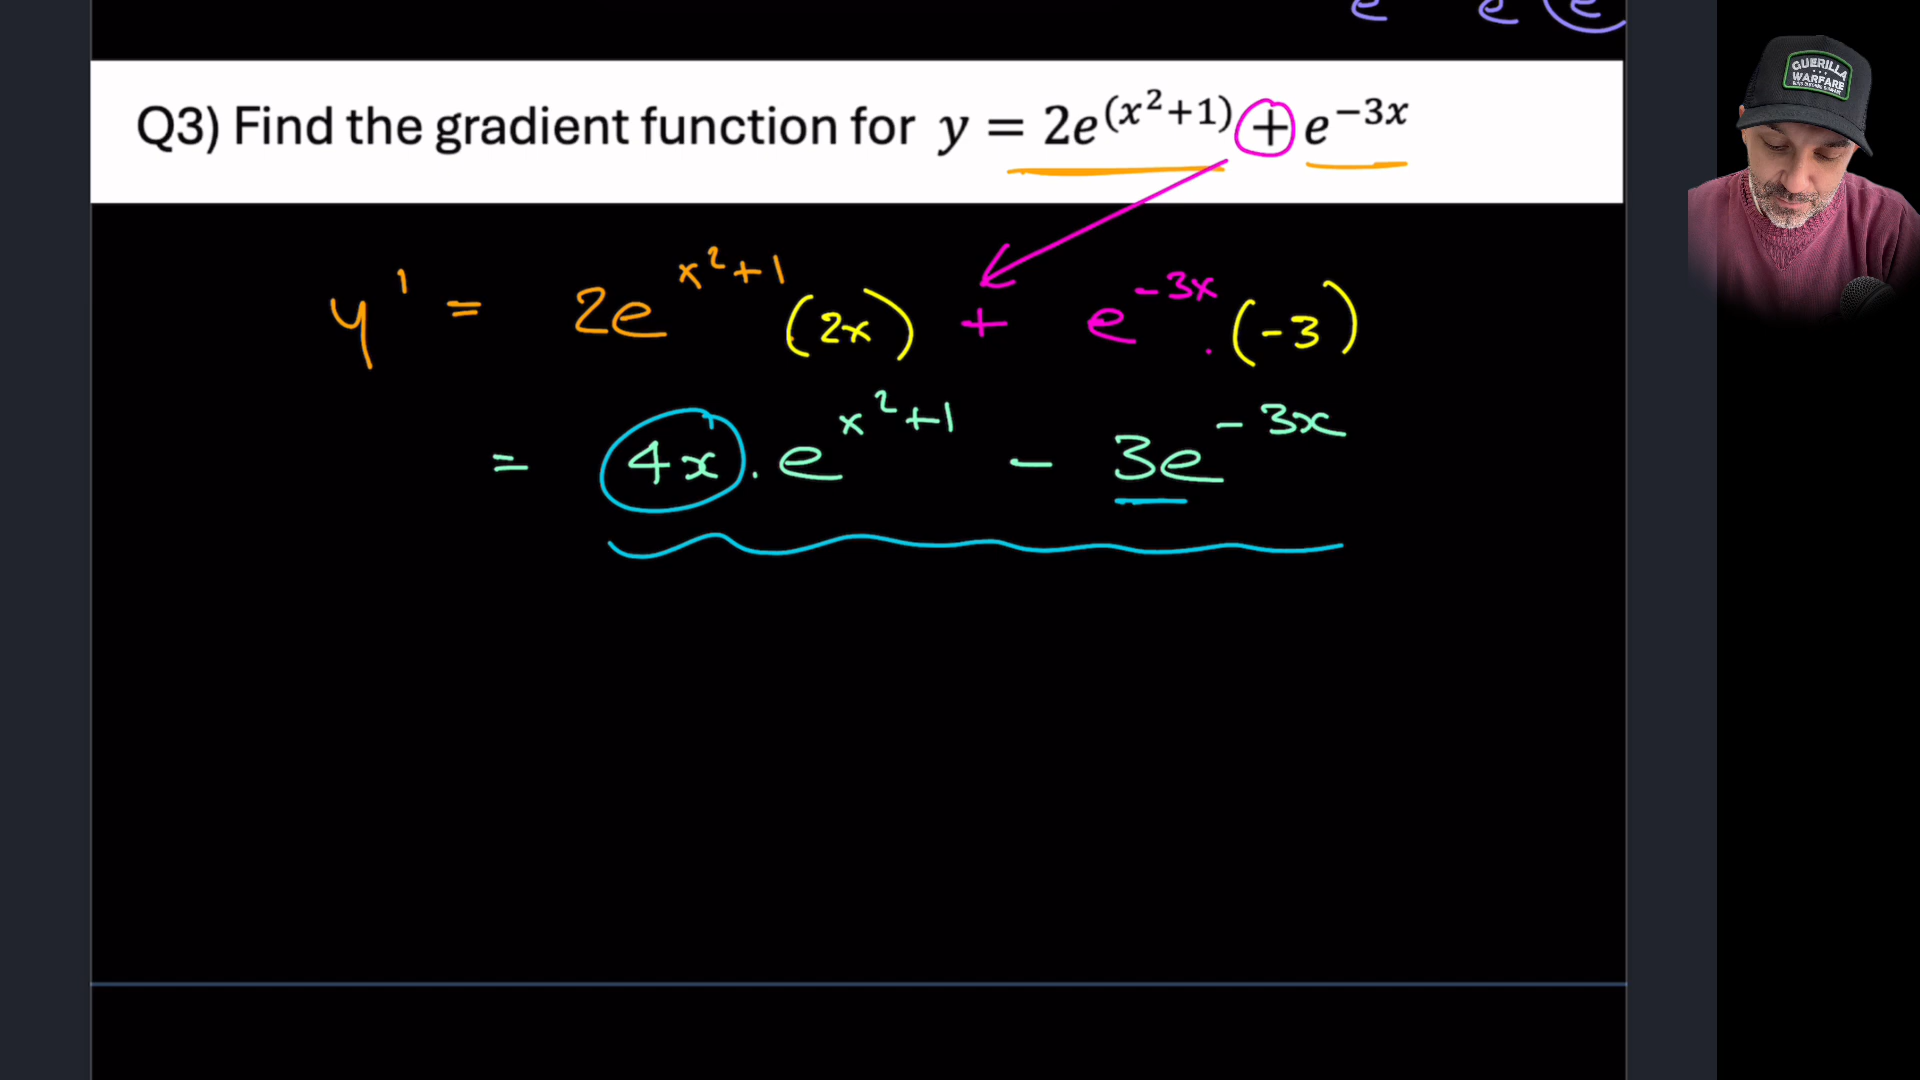 e e e
Q3) Find the gradient function for y = 2e^(x²+1) + e^−3x
y' = 2e^x²+1 (2x) + e^-3x . (-3)
= 4x . e^x²+1 - 3e^-3x
GUERILLA
WARFARE